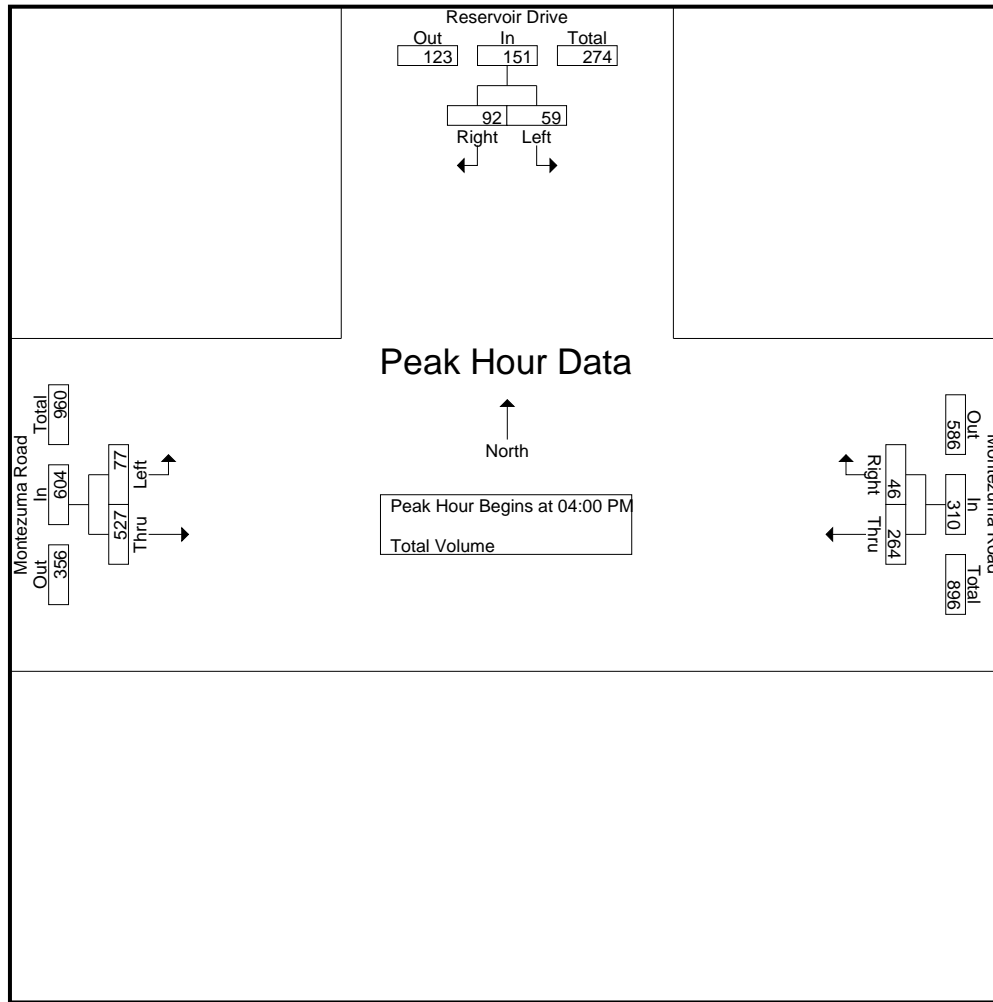 Reservoir Drive
Out In Total
123 151 274
92 59
Right Left
Peak Hour Data
North
Peak Hour Begins at 04:00 PM
Total Volume
Montezuma Road
Out In Total
356 604 960
Thru Left
527 77
Montezuma Road
Out In Total
586 310 896
Right Thru
46 264